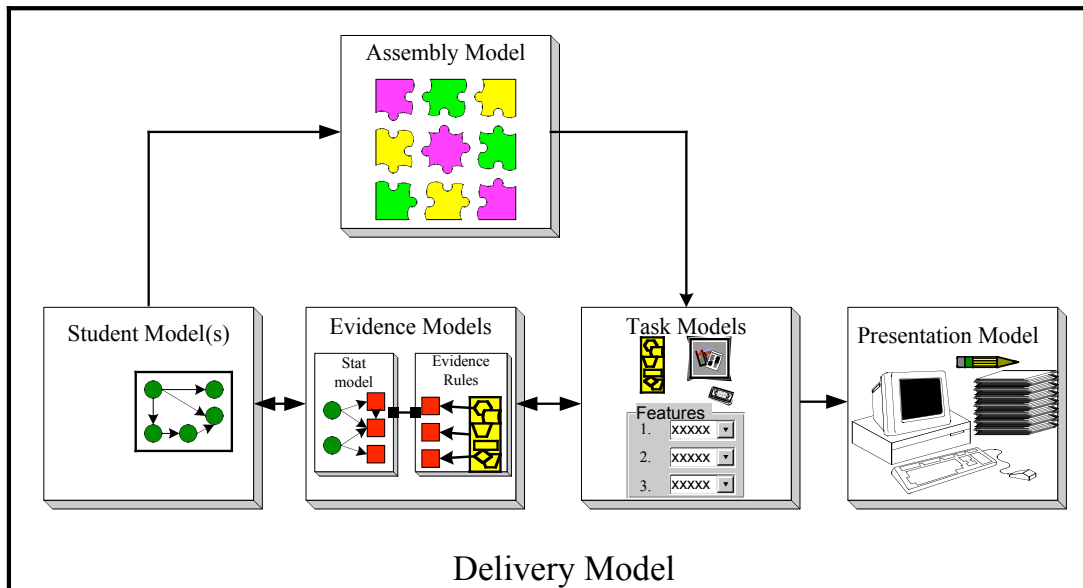 Assembly Model
Student Model(s)
Evidence Models
Stat
model
Evidence
Rules
Task Models
Features
1. xxxxx
2. xxxxx
3. xxxxx
Presentation Model
Delivery Model